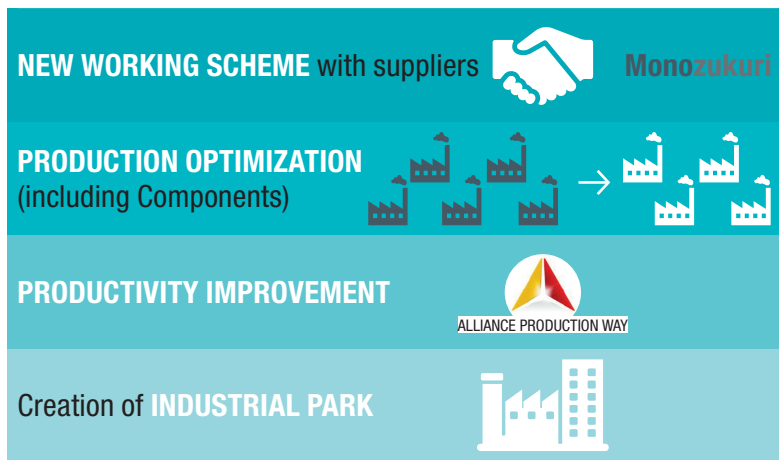 NEW WORKING SCHEME with suppliers
Monozukuri
PRODUCTION OPTIMIZATION
(including Components)
PRODUCTIVITY IMPROVEMENT
ALLIANCE PRODUCTION WAY
Creation of INDUSTRIAL PARK